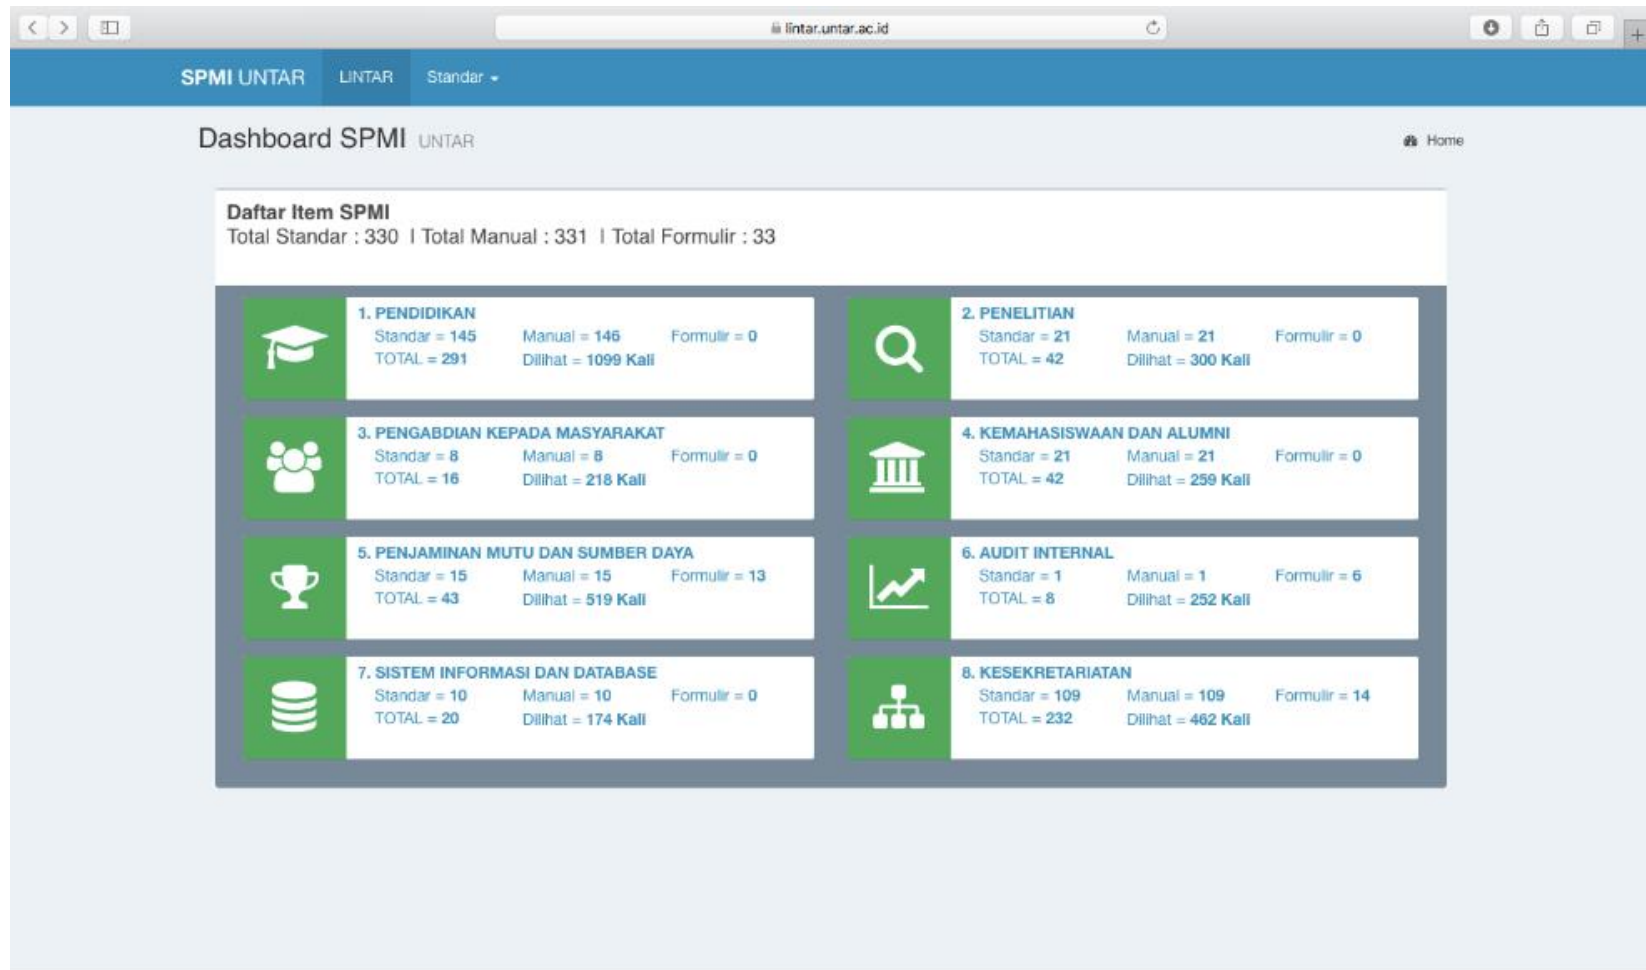 lintar.untar.ac.id
SPMI UNTAR LINTAR Standar
Dashboard SPMI UNTAR
Home
Daftar Item SPMI
Total Standar : 330 | Total Manual : 331 | Total Formulir : 33
1. PENDIDIKAN
Standar = 145 Manual = 146 Formulir = 0
TOTAL = 291 Dilihat = 1099 Kali
2. PENELITIAN
Standar = 21 Manual = 21 Formulir = 0
TOTAL = 42 Dilihat = 300 Kali
3. PENGABDIAN KEPADA MASYARAKAT
Standar = 8 Manual = 8 Formulir = 0
TOTAL = 16 Dilihat = 218 Kali
4. KEMAHASISWAAN DAN ALUMNI
Standar = 21 Manual = 21 Formulir = 0
TOTAL = 42 Dilihat = 259 Kali
5. PENJAMINAN MUTU DAN SUMBER DAYA
Standar = 15 Manual = 15 Formulir = 13
TOTAL = 43 Dilihat = 519 Kali
6. AUDIT INTERNAL
Standar = 1 Manual = 1 Formulir = 6
TOTAL = 8 Dilihat = 252 Kali
7. SISTEM INFORMASI DAN DATABASE
Standar = 10 Manual = 10 Formulir = 0
TOTAL = 20 Dilihat = 174 Kali
8. KESEKRETARIATAN
Standar = 109 Manual = 109 Formulir = 14
TOTAL = 232 Dilihat = 462 Kali